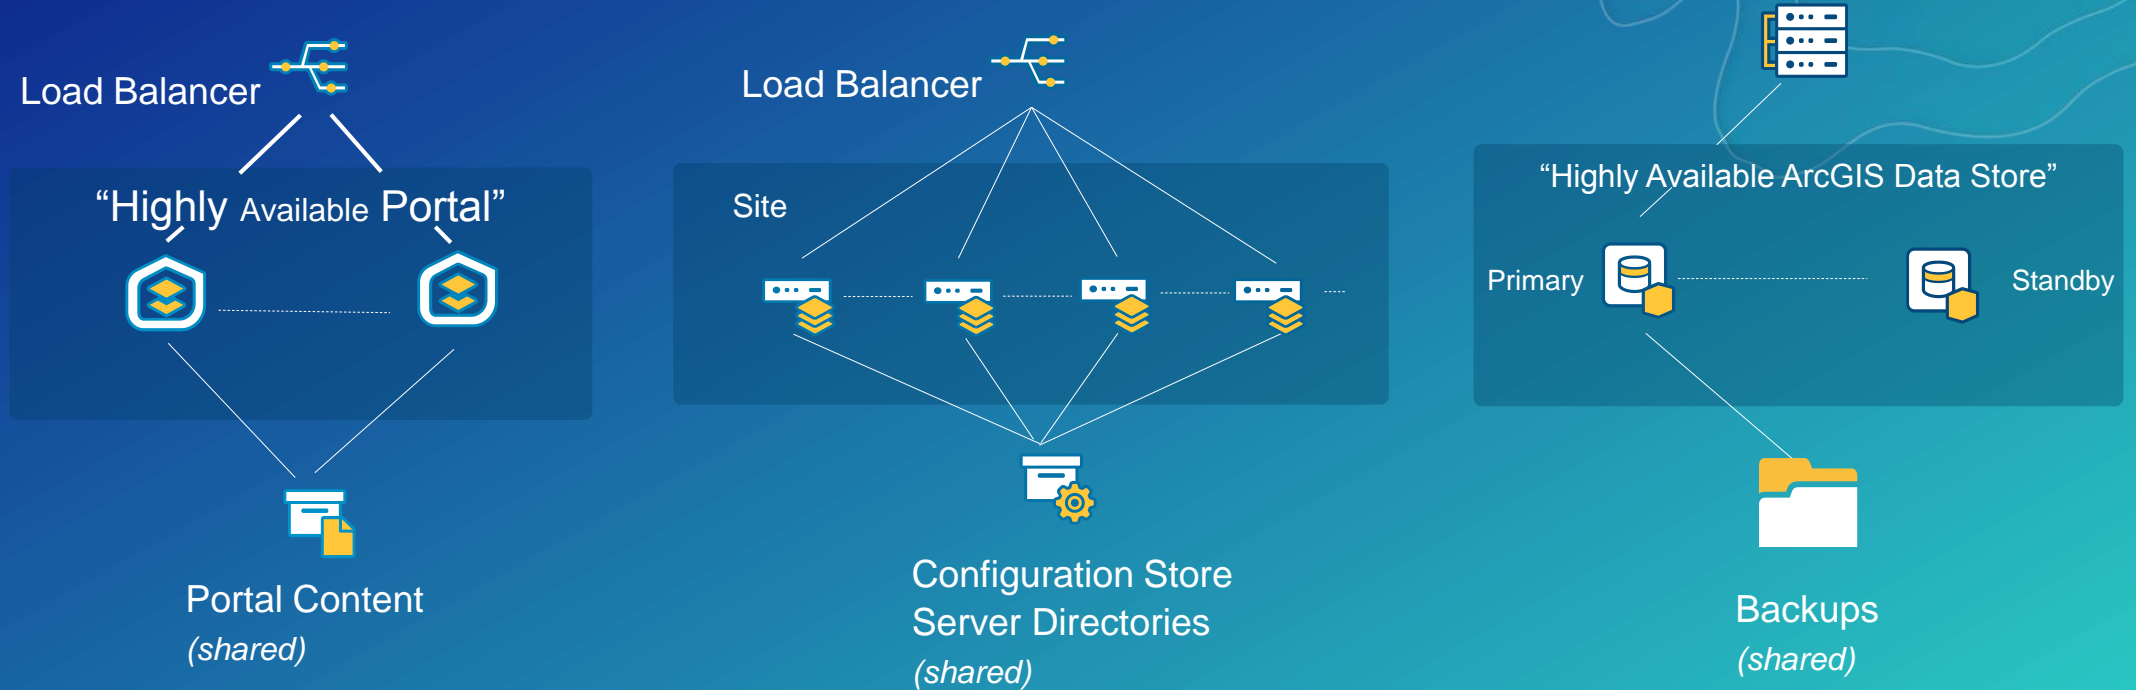 Load Balancer
“Highly Available Portal”
Portal Content
(shared)
Load Balancer
Site
Configuration Store
Server Directories
(shared)
“Highly Available ArcGIS Data Store”
Primary
Standby
Backups
(shared)